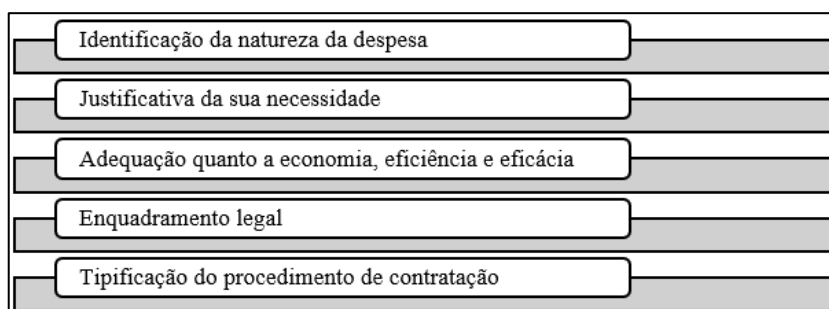 Identificação da natureza da despesa
Justificativa da sua necessidade
Adequação quanto a economia, eficiência e eficácia
Enquadramento legal
Tipificação do procedimento de contratação